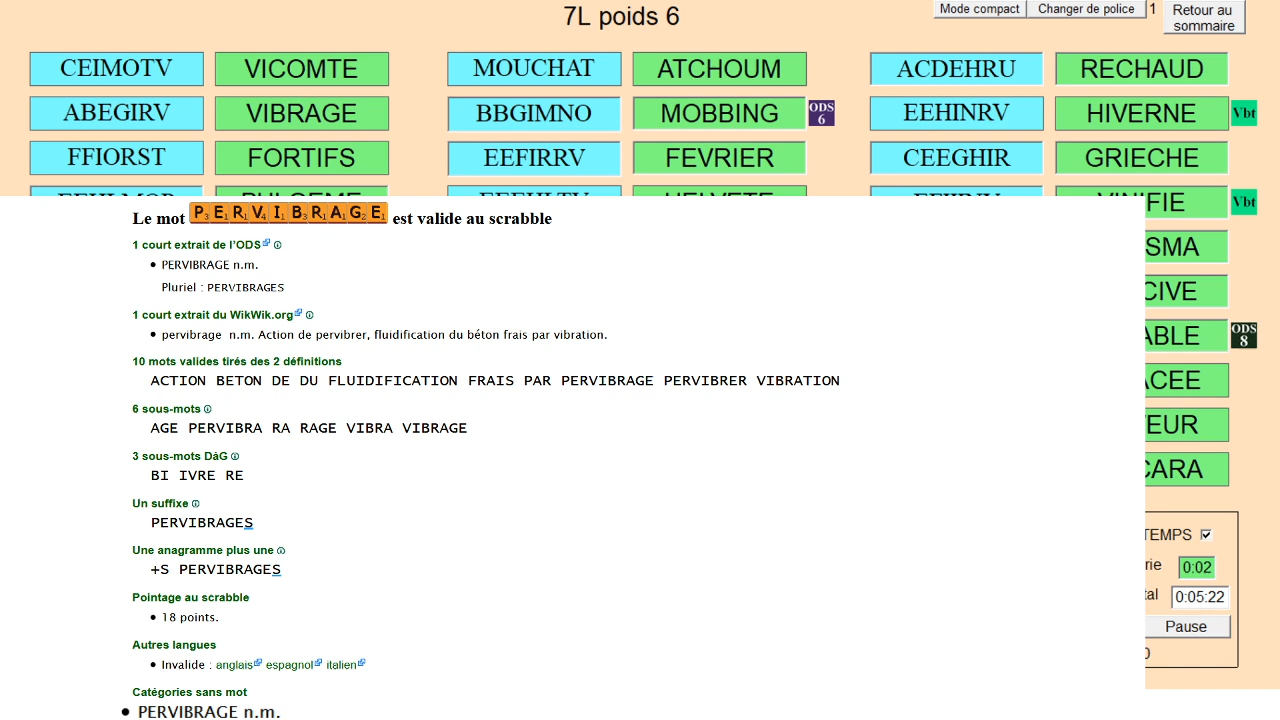 7L poids 6
Mode compact Changer de police 1 Retour au sommaire
CEIMOTV VICOMTE MOUCHAT ATCHOUM ACDEHRU RECHAUD
ABEGIRV VIBRAGE BBGIMNO MOBBING ODS 6 EEHINRV HIVERNE Vbt
FFIORST FORTIFS EEFIRRV FEVRIER CEEGHIR GRIECHE
FIE Vbt
Le mot P3E1R1V4I1B3R1A1G2E1 est valide au scrabble
1 court extrait de l'ODS
SMA
• PERVIBRAGE n.m.
Pluriel : PERVIBRAGES
CIVE
1 court extrait du WikWik.org
• pervibrage n.m. Action de pervibrer, fluidification du béton frais par vibration.
ABLE ODS 8
10 mots valides tirés des 2 définitions
ACTION BETON DE DU FLUIDIFICATION FRAIS PAR PERVIBRAGE PERVIBRER VIBRATION
ACEE
6 sous-mots
AGE PERVIBRA RA RAGE VIBRA VIBRAGE
EUR
3 sous-mots DàG
BI IVRE RE
CARA
Un suffixe
PERVIBRAGES
TEMPS
Une anagramme plus une
+S PERVIBRAGES
rie 0:02
Pointage au scrabble
tal 0:05:22
• 18 points.
Pause
Autres langues
• Invalide : anglais espagnol italien
Catégories sans mot
• PERVIBRAGE n.m.